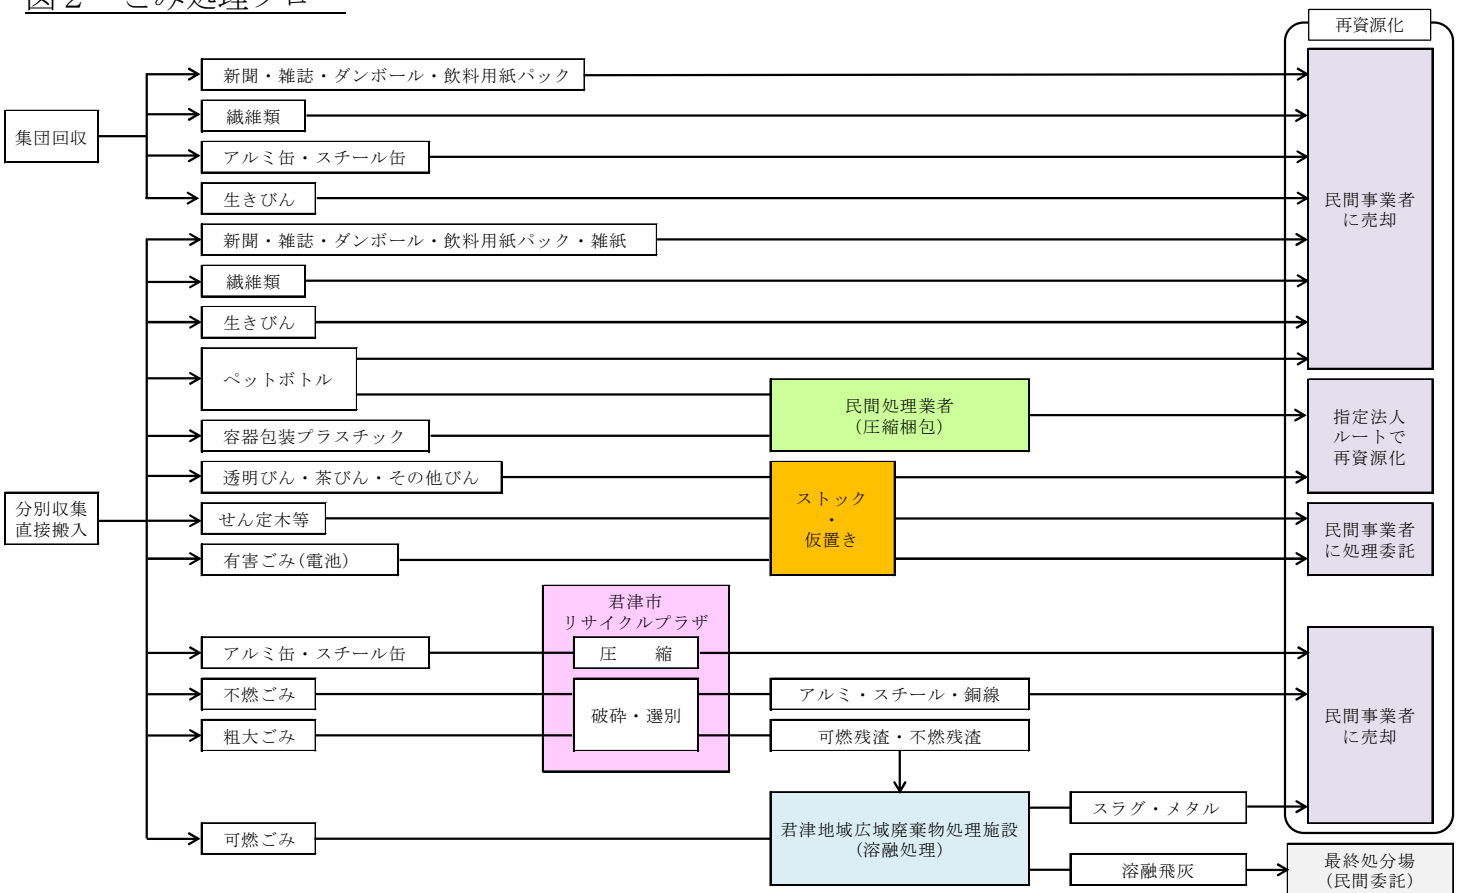 図２　ごみ処理フロー
再資源化
新聞・雑誌・ダンボール・飲料用紙パック
繊維類
集団回収
アルミ缶・スチール缶
生きびん
民間事業者
に売却
新聞・雑誌・ダンボール・飲料用紙パック・雑紙
繊維類
生きびん
ペットボトル
民間処理業者
(圧縮梱包)
指定法人
ルートで
再資源化
容器包装プラスチック
透明びん・茶びん・その他びん
ストック
・
仮置き
分別収集
直接搬入
せん定木等
民間事業者
に処理委託
有害ごみ(電池)
君津市
リサイクルプラザ
アルミ缶・スチール缶
圧　縮
不燃ごみ
破砕・選別
アルミ・スチール・銅線
粗大ごみ
可燃残渣・不燃残渣
民間事業者
に売却
スラグ・メタル
可燃ごみ
君津地域広域廃棄物処理施設
(溶融処理)
溶融飛灰
最終処分場
(民間委託)